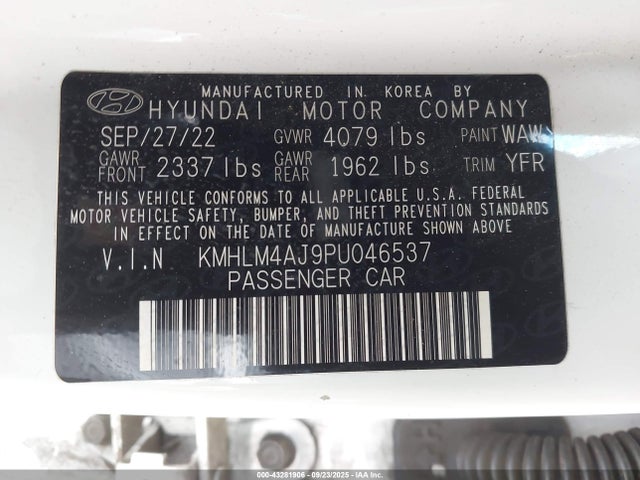 MANUFACTURED IN KOREA BY
HYUNDAI MOTOR COMPANY
SEP/27/22 GVWR 4079 lbs PAINT WAW
GAWR FRONT 2337 lbs GAWR REAR 1962 lbs TRIM YFR
THIS VEHICLE CONFORMS TO ALL APPLICABLE U.S.A. FEDERAL
MOTOR VEHICLE SAFETY, BUMPER, AND THEFT PREVENTION STANDARDS
IN EFFECT ON THE DATE OF MANUFACTURE SHOWN ABOVE
V.I.N KMHLM4AJ9PU046537
PASSENGER CAR
000-43281906 - 09/23/2025 - IAAI.COM